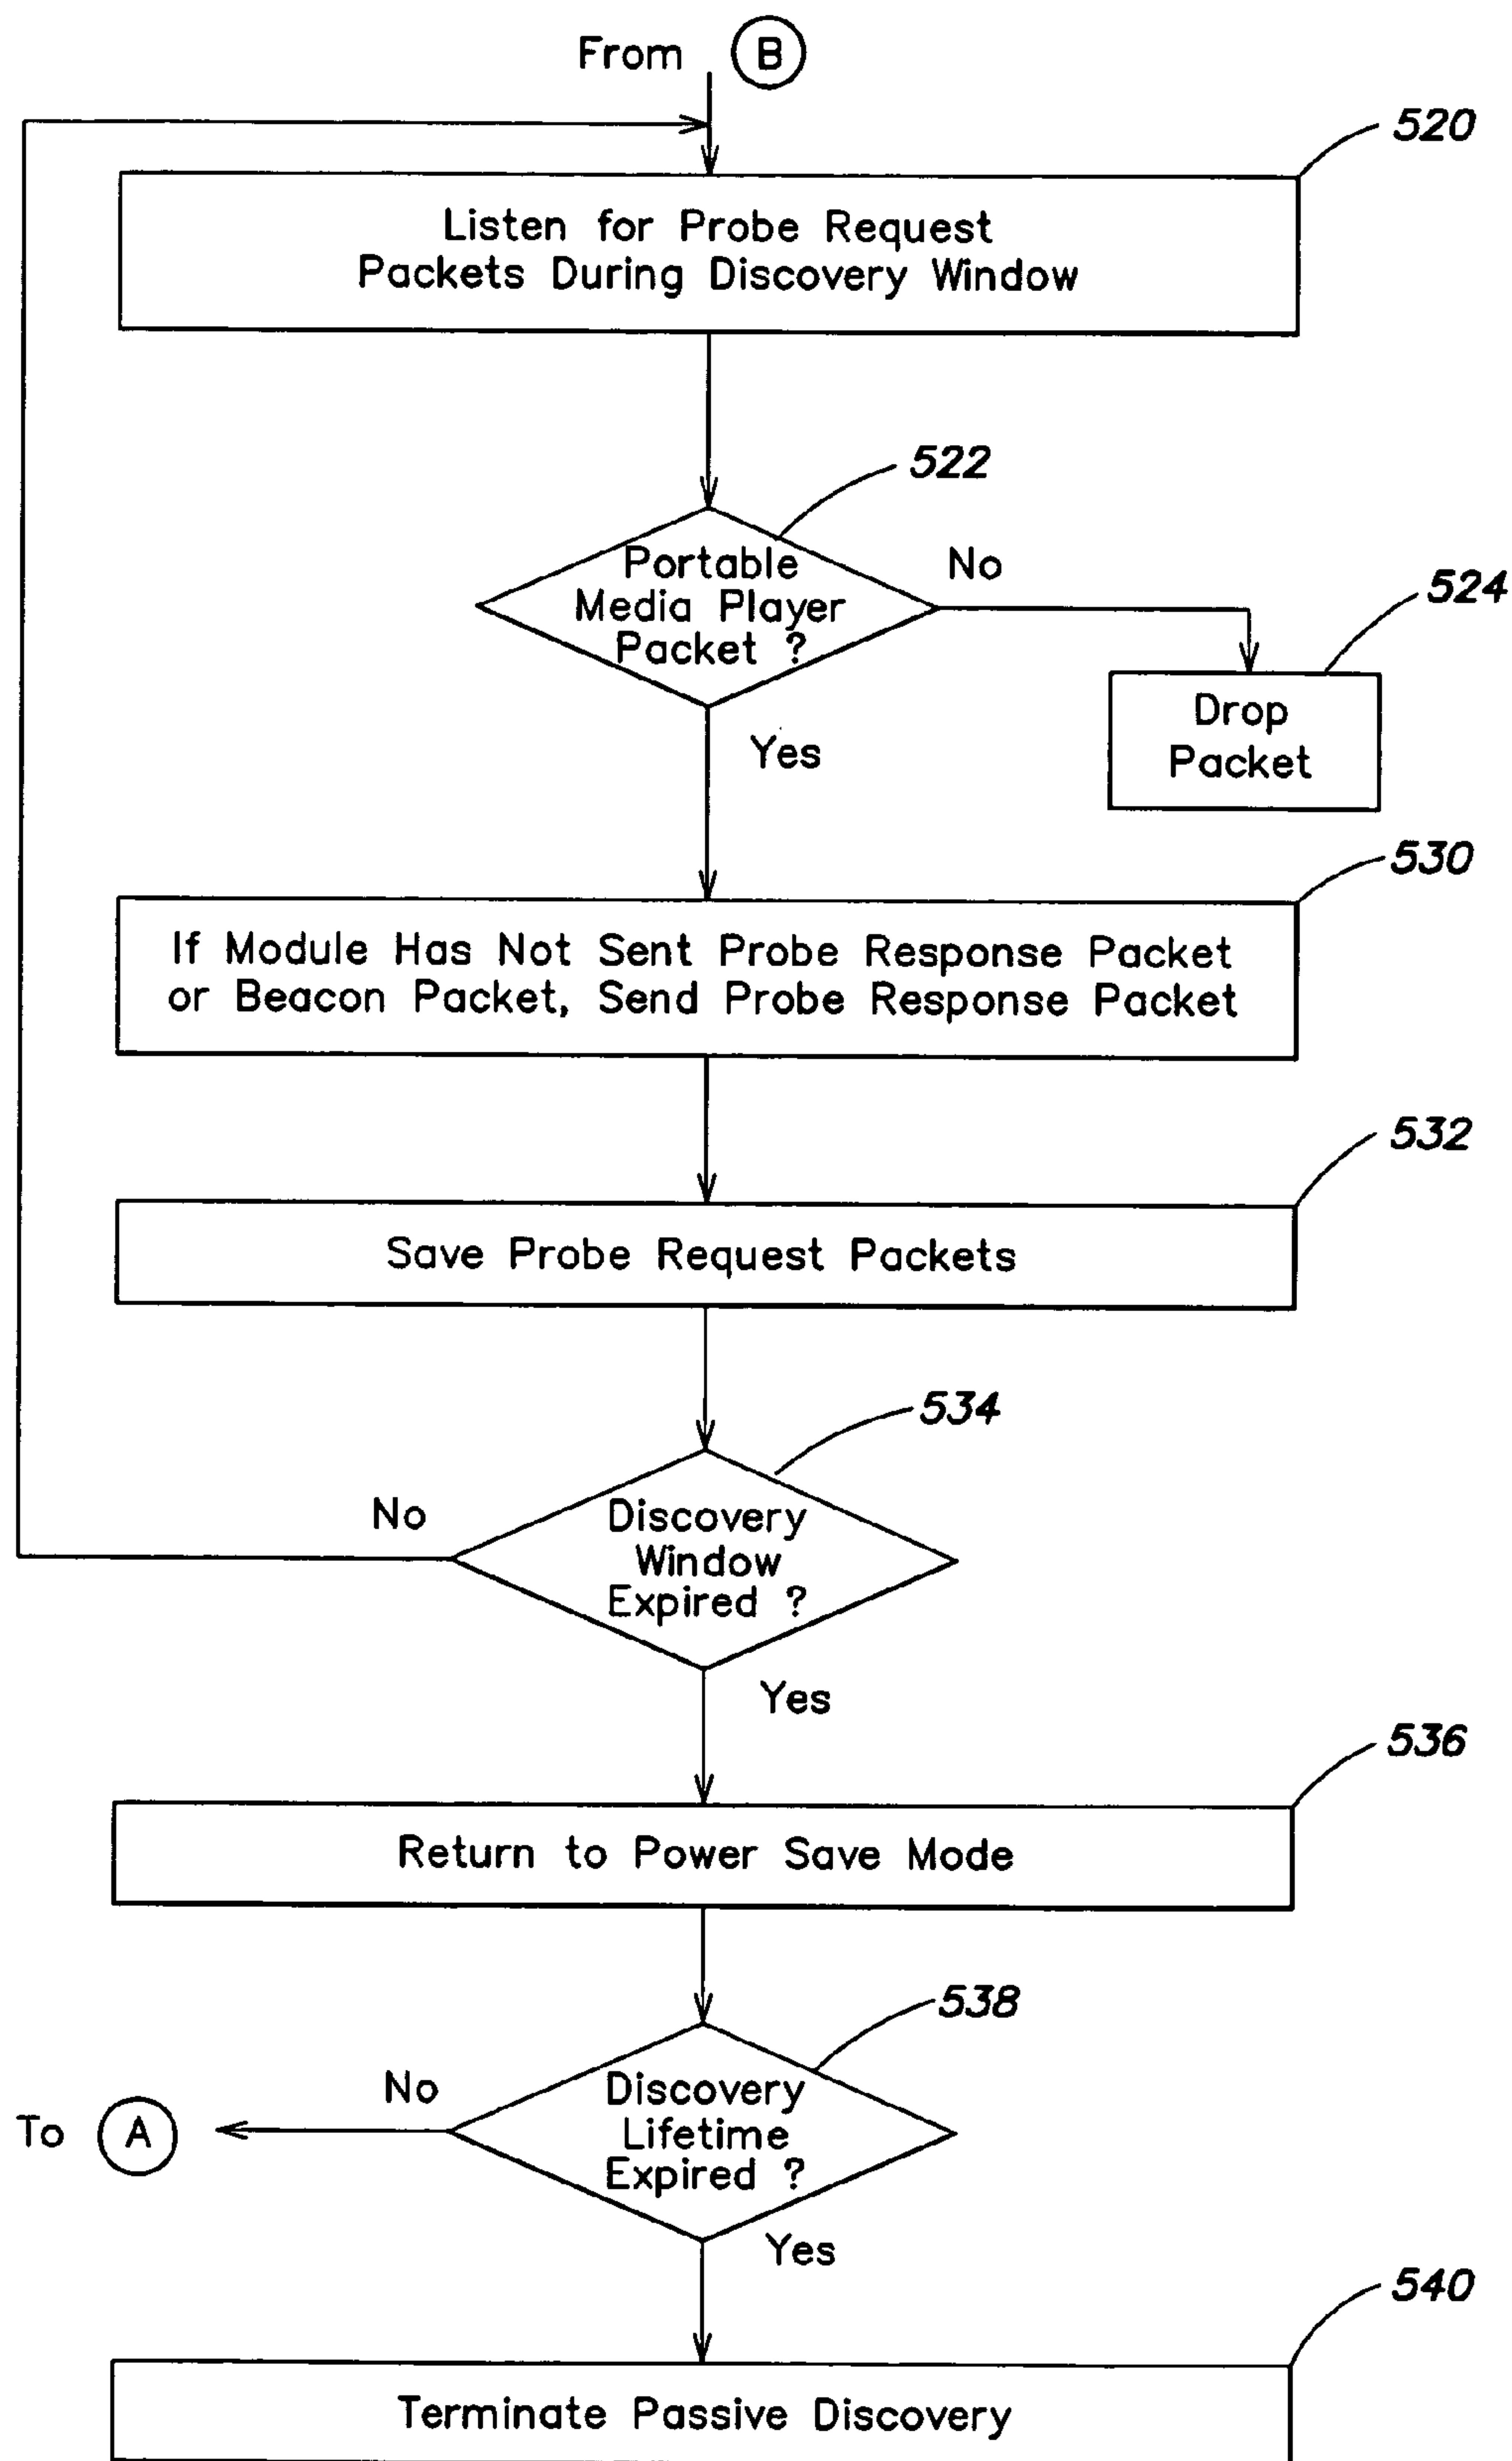 From B
520
Listen for Probe Request
Packets During Discovery Window
522
Portable
Media Player
Packet ?
No
524
Drop
Packet
Yes
530
If Module Has Not Sent Probe Response Packet
or Beacon Packet, Send Probe Response Packet
532
Save Probe Request Packets
534
No
Discovery
Window
Expired ?
Yes
536
Return to Power Save Mode
538
No
Discovery
Lifetime
Expired ?
To A
Yes
540
Terminate Passive Discovery